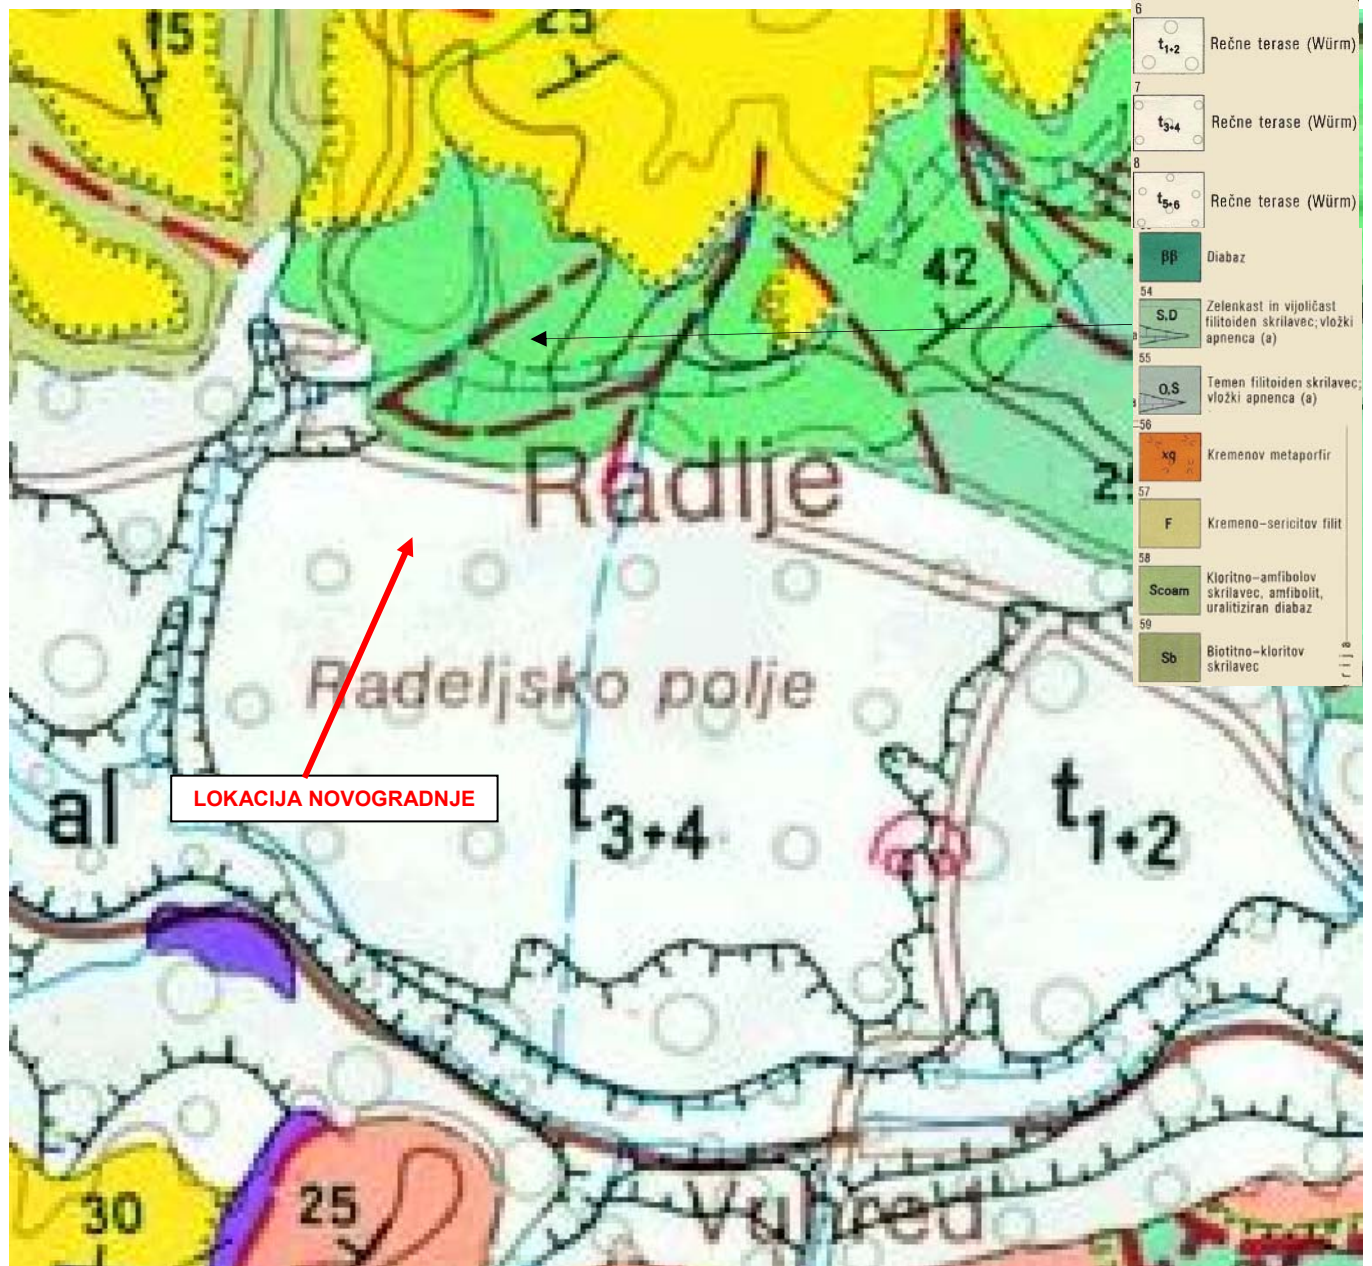 15
25
42
Radlje
Radeljsko polje
LOKACIJA NOVOGRADNJE
al
t3+4
t1+2
30
25
6
t1+2 Rečne terase (Würm)
7
t3+4 Rečne terase (Würm)
8
t5+6 Rečne terase (Würm)
ββ Diabaz
54
S,D Zelenkast in vijoličast
filitoiden skrilavec; vložki
apnenca (a)
55
O,S Temen filitoiden skrilavec;
vložki apnenca (a)
56
xg Kremenov metaporfir
57
F Kremeno-sericitov filit
58
Scoam Kloritno-amfibolov
skrilavec, amfibolit,
uralitiziran diabaz
59
Sb Biotitno-kloritov
skrilavec